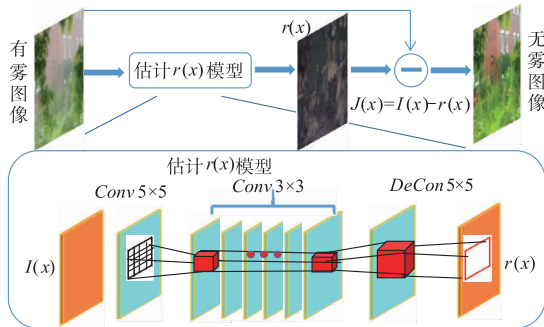 有雾图像
估计r(x)模型
r(x)
J(x)=I(x)−r(x)
无雾图像
估计r(x)模型
Conv 5×5
Conv 3×3
DeCon 5×5
I(x)
r(x)